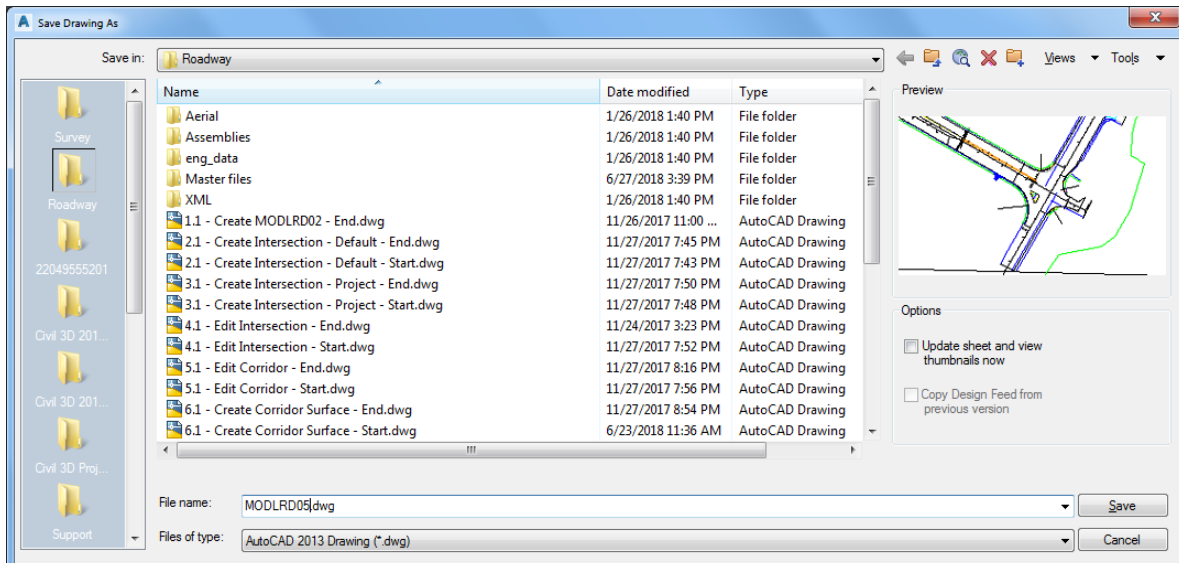 Save Drawing As
Save in: Roadway Views Tools
Survey
Roadway
22049555201
Civil 3D 201...
Civil 3D 201...
Civil 3D Proj...
Support
Name Date modified Type
Aerial 1/26/2018 1:40 PM File folder
Assemblies 1/26/2018 1:40 PM File folder
eng_data 1/26/2018 1:40 PM File folder
Master files 6/27/2018 3:39 PM File folder
XML 1/26/2018 1:40 PM File folder
1.1 - Create MODLRD02 - End.dwg 11/26/2017 11:00 ... AutoCAD Drawing
2.1 - Create Intersection - Default - End.dwg 11/27/2017 7:45 PM AutoCAD Drawing
2.1 - Create Intersection - Default - Start.dwg 11/27/2017 7:43 PM AutoCAD Drawing
3.1 - Create Intersection - Project - End.dwg 11/27/2017 7:50 PM AutoCAD Drawing
3.1 - Create Intersection - Project - Start.dwg 11/27/2017 7:48 PM AutoCAD Drawing
4.1 - Edit Intersection - End.dwg 11/24/2017 3:23 PM AutoCAD Drawing
4.1 - Edit Intersection - Start.dwg 11/27/2017 7:52 PM AutoCAD Drawing
5.1 - Edit Corridor - End.dwg 11/27/2017 8:16 PM AutoCAD Drawing
5.1 - Edit Corridor - Start.dwg 11/27/2017 7:56 PM AutoCAD Drawing
6.1 - Create Corridor Surface - End.dwg 11/27/2017 8:54 PM AutoCAD Drawing
6.1 - Create Corridor Surface - Start.dwg 6/23/2018 11:36 AM AutoCAD Drawing
Preview
Options
Update sheet and view
thumbnails now
Copy Design Feed from
previous version
File name: MODLRD05.dwg Save
Files of type: AutoCAD 2013 Drawing (*.dwg) Cancel